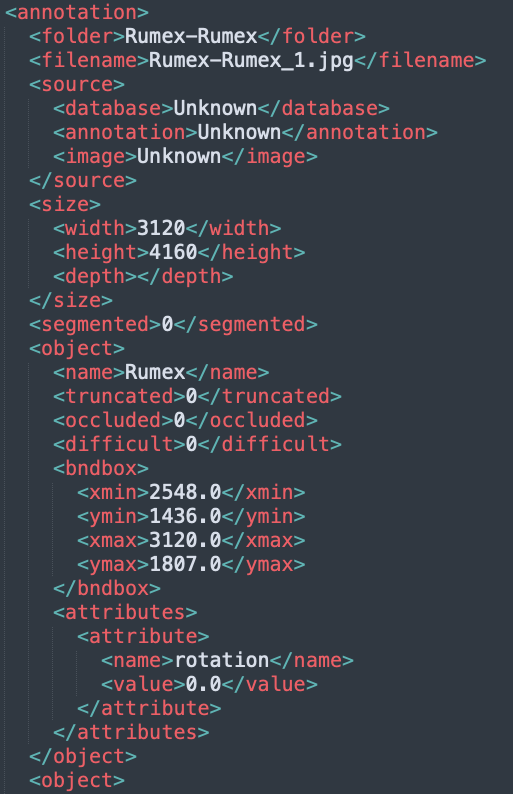 <annotation>
<folder>Rumex-Rumex</folder>
<filename>Rumex-Rumex_1.jpg</filename>
<source>
<database>Unknown</database>
<annotation>Unknown</annotation>
<image>Unknown</image>
</source>
<size>
<width>3120</width>
<height>4160</height>
<depth></depth>
</size>
<segmented>0</segmented>
<object>
<name>Rumex</name>
<truncated>0</truncated>
<occluded>0</occluded>
<difficult>0</difficult>
<bndbox>
<xmin>2548.0</xmin>
<ymin>1436.0</ymin>
<xmax>3120.0</xmax>
<ymax>1807.0</ymax>
</bndbox>
<attributes>
<attribute>
<name>rotation</name>
<value>0.0</value>
</attribute>
</attributes>
</object>
<object>